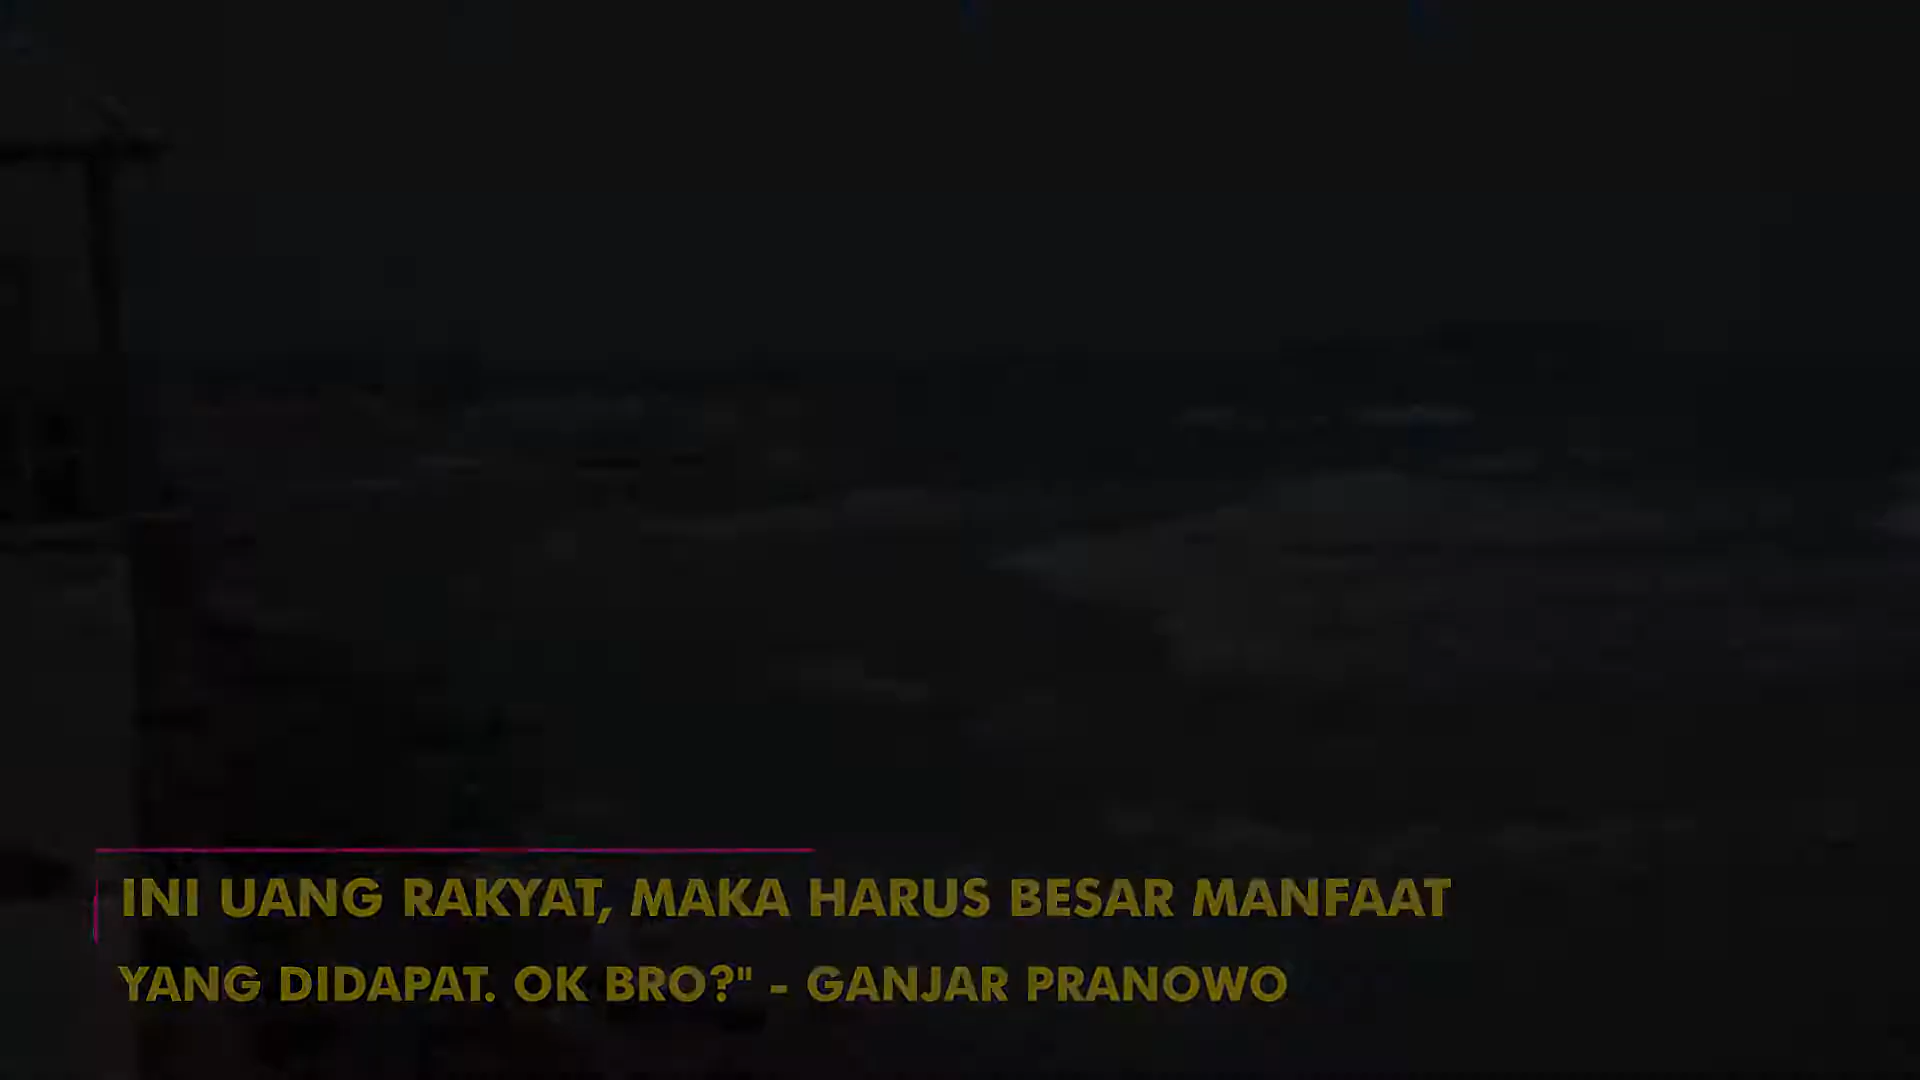 INI UANG RAKYAT, MAKA HARUS BESAR MANFAAT
YANG DIDAPAT. OK BRO?" - GANJAR PRANOWO